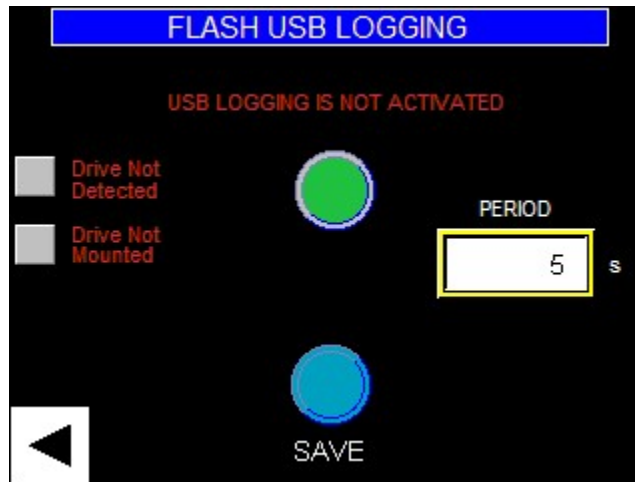 FLASH USB LOGGING
USB LOGGING IS NOT ACTIVATED
Drive Not
Detected
Drive Not
Mounted
PERIOD
5 s
SAVE